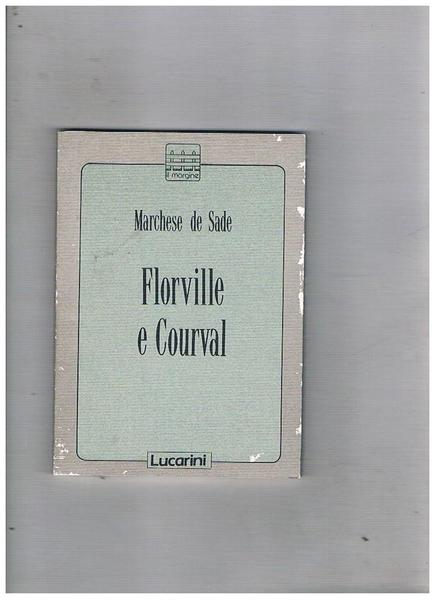 il margine
Marchese de Sade
Florville
e Courval
Lucarini